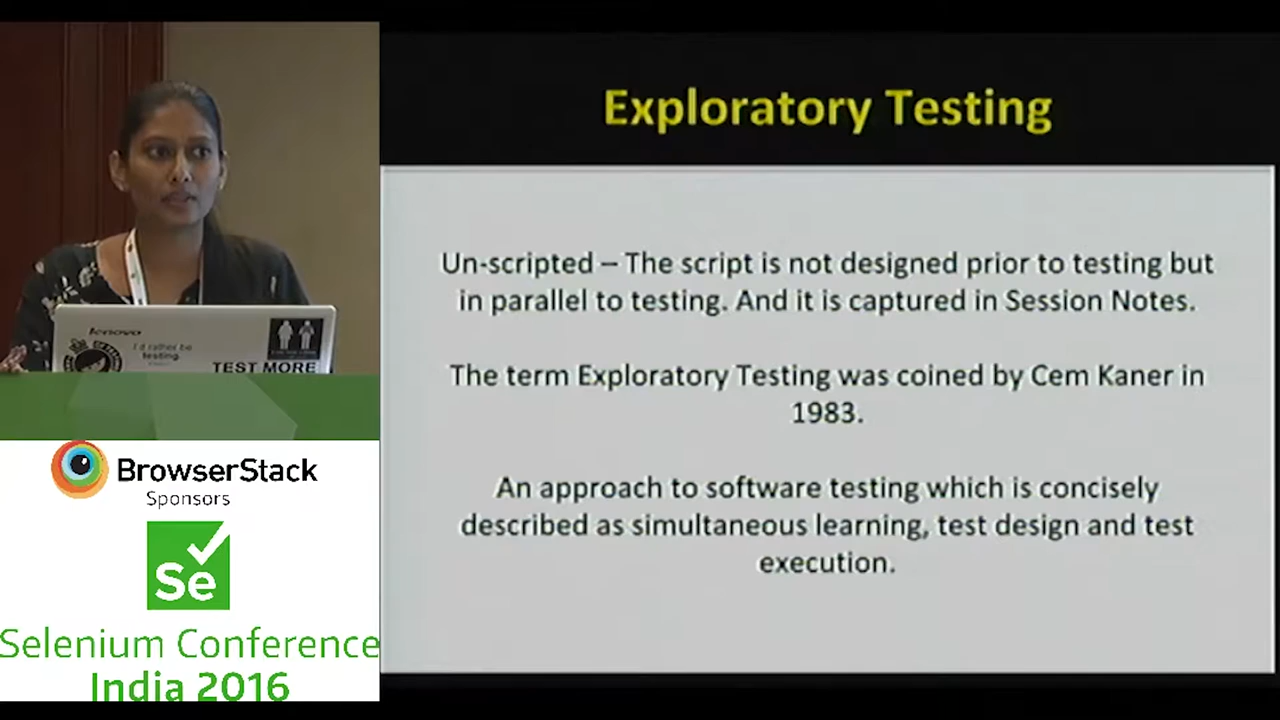 Exploratory Testing
Un-scripted – The script is not designed prior to testing but
in parallel to testing. And it is captured in Session Notes.
The term Exploratory Testing was coined by Cem Kaner in
1983.
An approach to software testing which is concisely
described as simultaneous learning, test design and test
execution.
lenovo
I'd rather be
testing.
TEST MORE
BrowserStack
Sponsors
Se
Selenium Conference
India 2016